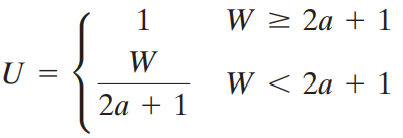 U = { 1 W ≥ 2a + 1
W / (2a + 1) W < 2a + 1